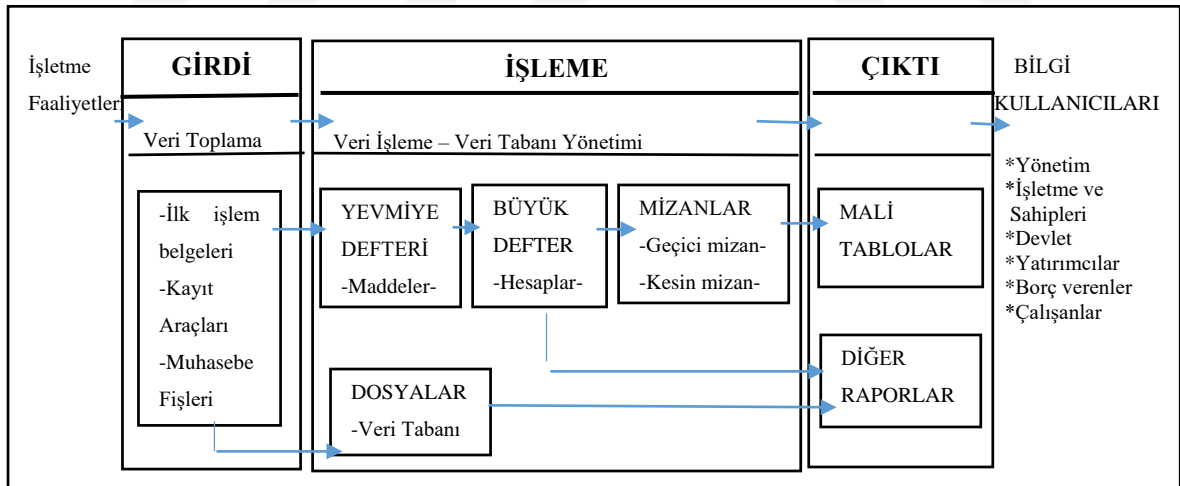 İşletme
Faaliyetler
GİRDİ
Veri Toplama
-İlk işlem
belgeleri
-Kayıt
Araçları
-Muhasebe
Fişleri
İŞLEME
Veri İşleme – Veri Tabanı Yönetimi
YEVMİYE
DEFTERİ
-Maddeler-
BÜYÜK
DEFTER
-Hesaplar-
MİZANLAR
-Geçici mizan-
-Kesin mizan-
DOSYALAR
-Veri Tabanı
ÇIKTI
MALİ
TABLOLAR
DİĞER
RAPORLAR
BİLGİ
KULLANICILARI
*Yönetim
*İşletme ve
Sahipleri
*Devlet
*Yatırımcılar
*Borç verenler
*Çalışanlar